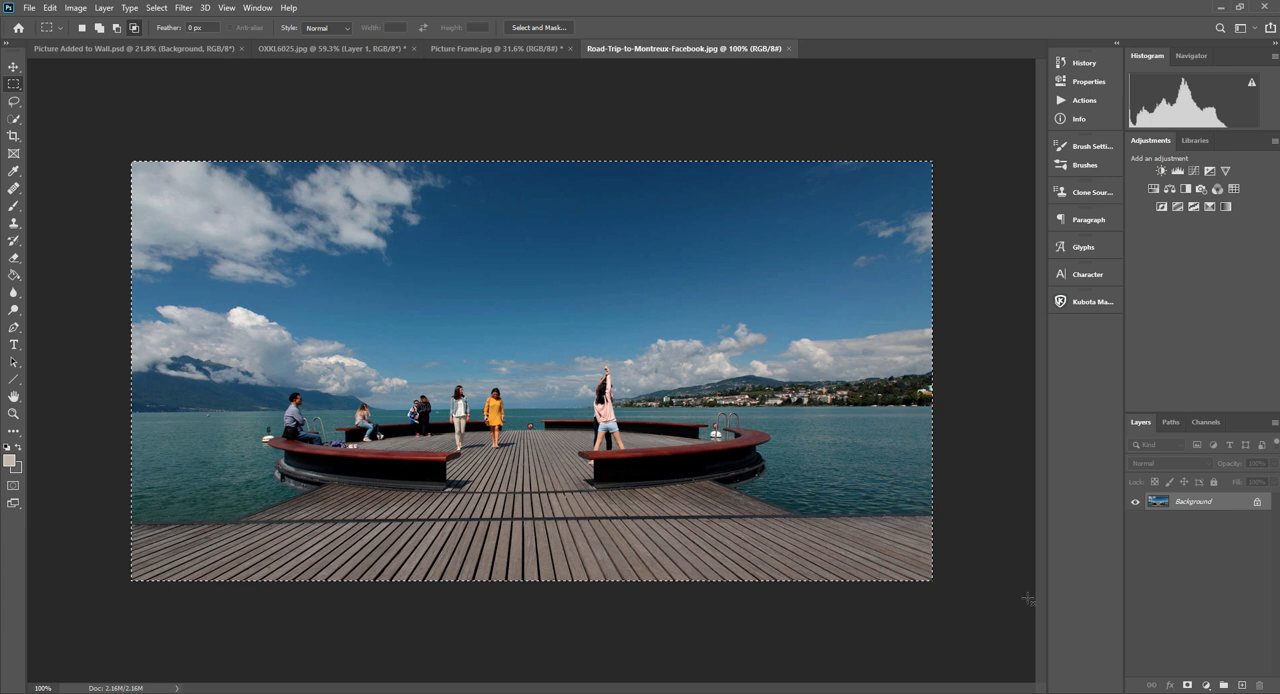 Ps File Edit Image Layer Type Select Filter 3D View Window Help
Feather: 0 px Anti-alias Style: Normal Width: Height: Select and Mask...
Picture Added to Wall.psd @ 21.8% (Background, RGB/8*) OXKL6025.jpg @ 59.3% (Layer 1, RGB/8*) * Picture Frame.jpg @ 31.6% (RGB/8#) * Road-Trip-to-Montreux-Facebook.jpg @ 100% (RGB/8#)
History
Properties
Actions
Info
Brush Setti...
Brushes
Clone Sour...
Paragraph
Glyphs
Character
Kubota Ma...
Histogram Navigator
Adjustments Libraries
Add an adjustment
Layers Paths Channels
Kind
Normal Opacity: 100%
Lock: Fill: 100%
Background
100% Doc: 2.16M/2.16M